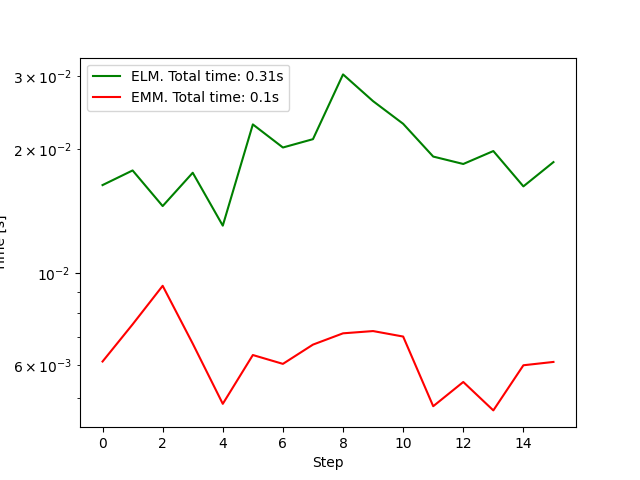 ELM. Total time: 0.31s
EMM. Total time: 0.1s
3 × 10⁻²
2 × 10⁻²
10⁻²
6 × 10⁻³
[s]
0 2 4 6 8 10 12 14
Step